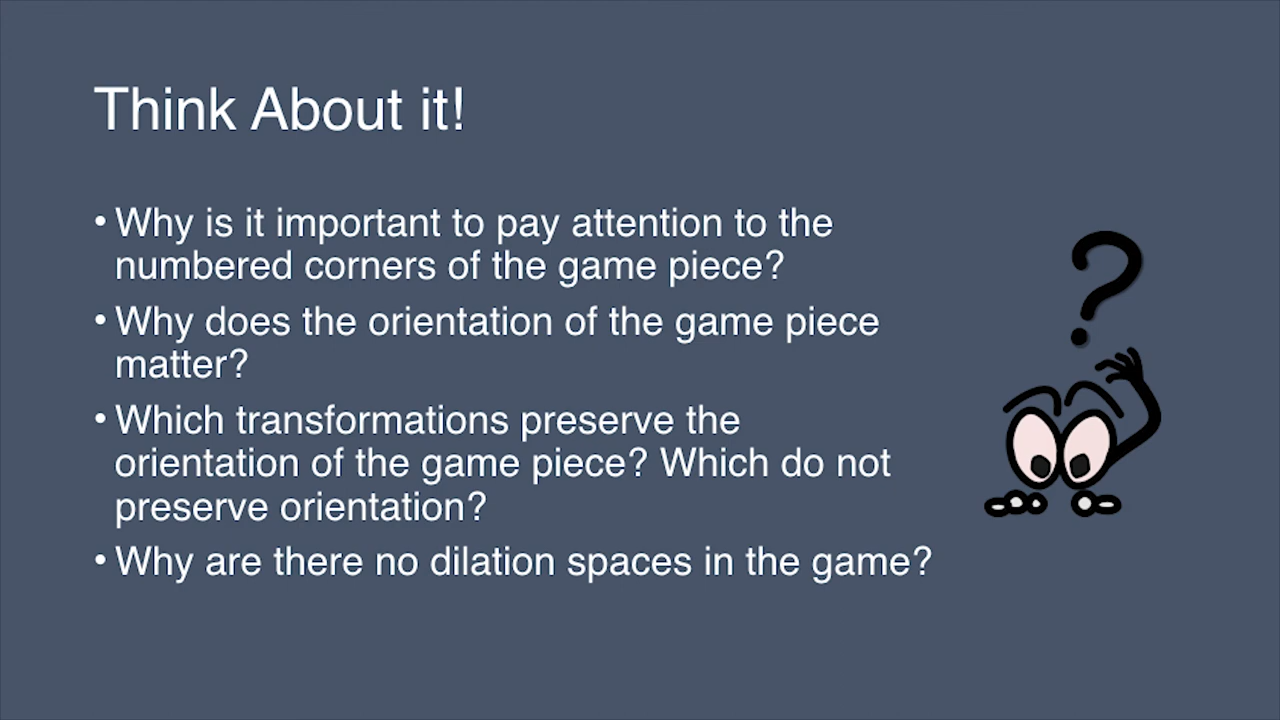 Think About it!
• Why is it important to pay attention to the
numbered corners of the game piece?
• Why does the orientation of the game piece
matter?
• Which transformations preserve the
orientation of the game piece? Which do not
preserve orientation?
• Why are there no dilation spaces in the game?
?